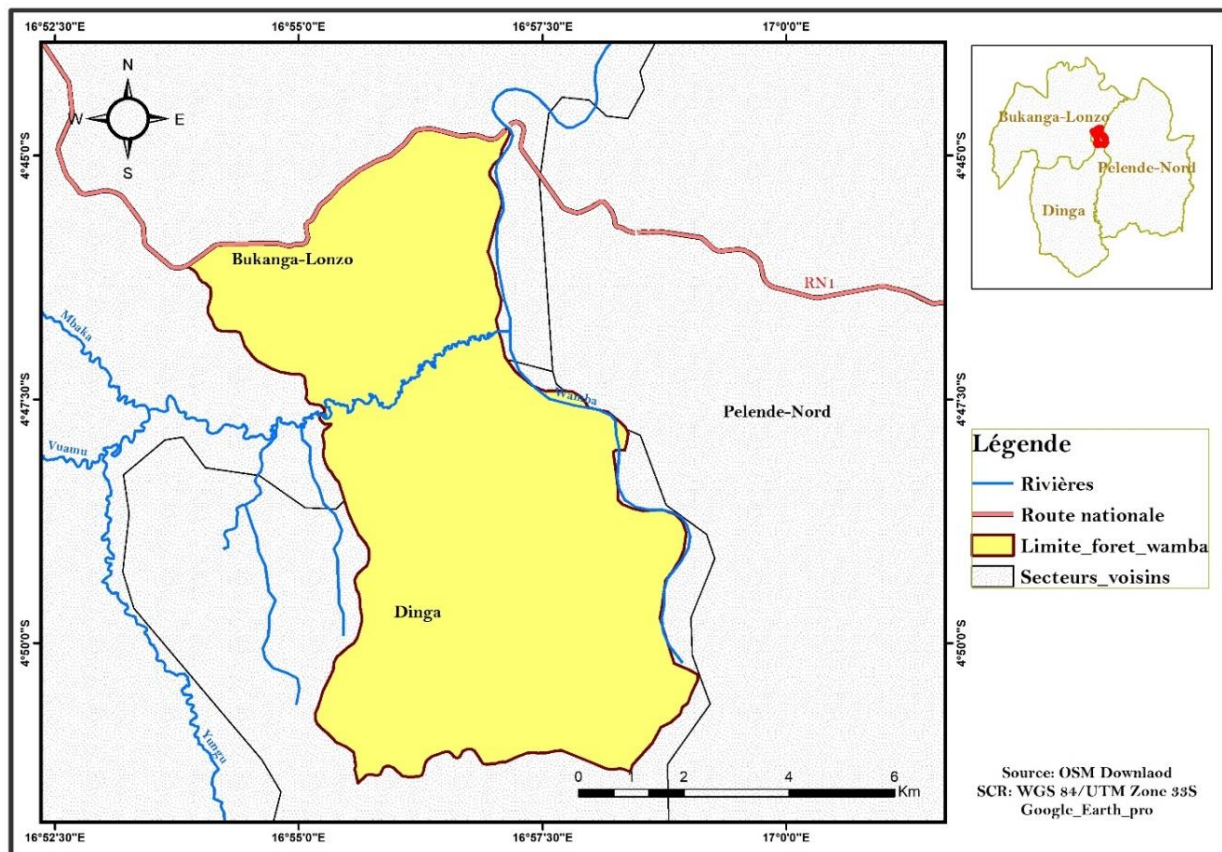 16°52'30"E 16°55'0"E 16°57'30"E 17°0'0"E
N
W E
S
4°45'0"S
4°45'0"S
Bukanga-Lonzo
Pelende-Nord
Dinga
Bukanga-Lonzo
RN1
Mbaka
Wamba
4°47'30"S
4°47'30"S
Pelende-Nord
Vuamu
Légende
Rivières
Route nationale
Limite_foret_wamba
Secteurs_voisins
Dinga
4°50'0"S
4°50'0"S
Yungu
0 1 2 4 6
Km
Source: OSM Downlaod
SCR: WGS 84/UTM Zone 33S
Google_Earth_pro
16°52'30"E 16°55'0"E 16°57'30"E 17°0'0"E